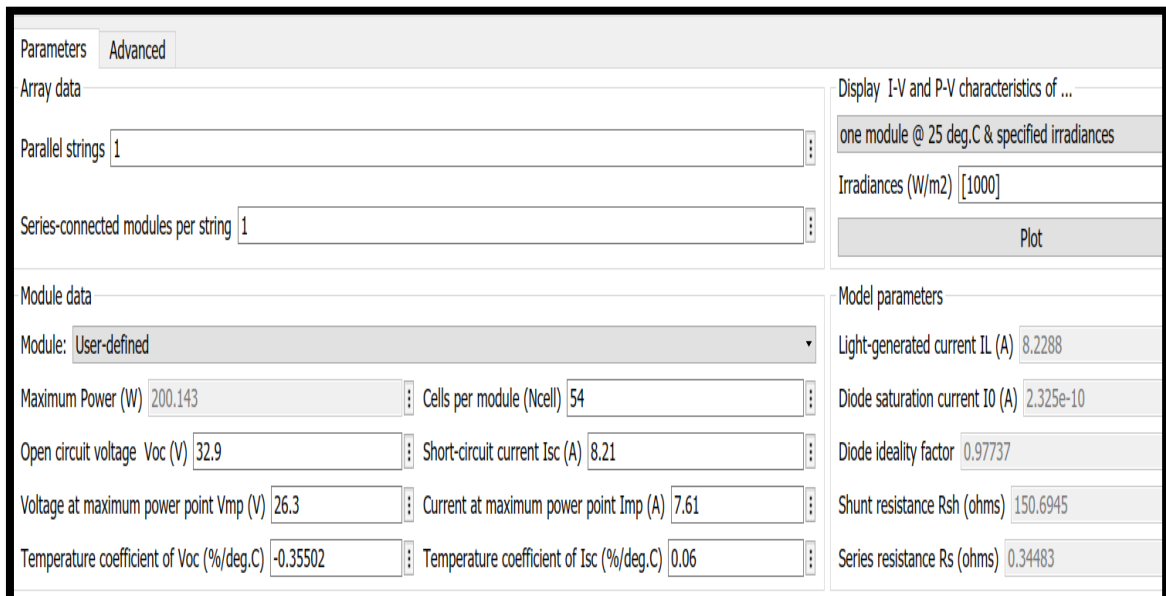 Parameters Advanced
Array data
Parallel strings 1
Series-connected modules per string 1
Display I-V and P-V characteristics of ...
one module @ 25 deg.C & specified irradiances
Irradiances (W/m2) [1000]
Plot
Module data
Module: User-defined
Maximum Power (W) 200.143 Cells per module (Ncell) 54
Open circuit voltage Voc (V) 32.9 Short-circuit current Isc (A) 8.21
Voltage at maximum power point Vmp (V) 26.3 Current at maximum power point Imp (A) 7.61
Temperature coefficient of Voc (%/deg.C) -0.35502 Temperature coefficient of Isc (%/deg.C) 0.06
Model parameters
Light-generated current IL (A) 8.2288
Diode saturation current I0 (A) 2.325e-10
Diode ideality factor 0.97737
Shunt resistance Rsh (ohms) 150.6945
Series resistance Rs (ohms) 0.34483